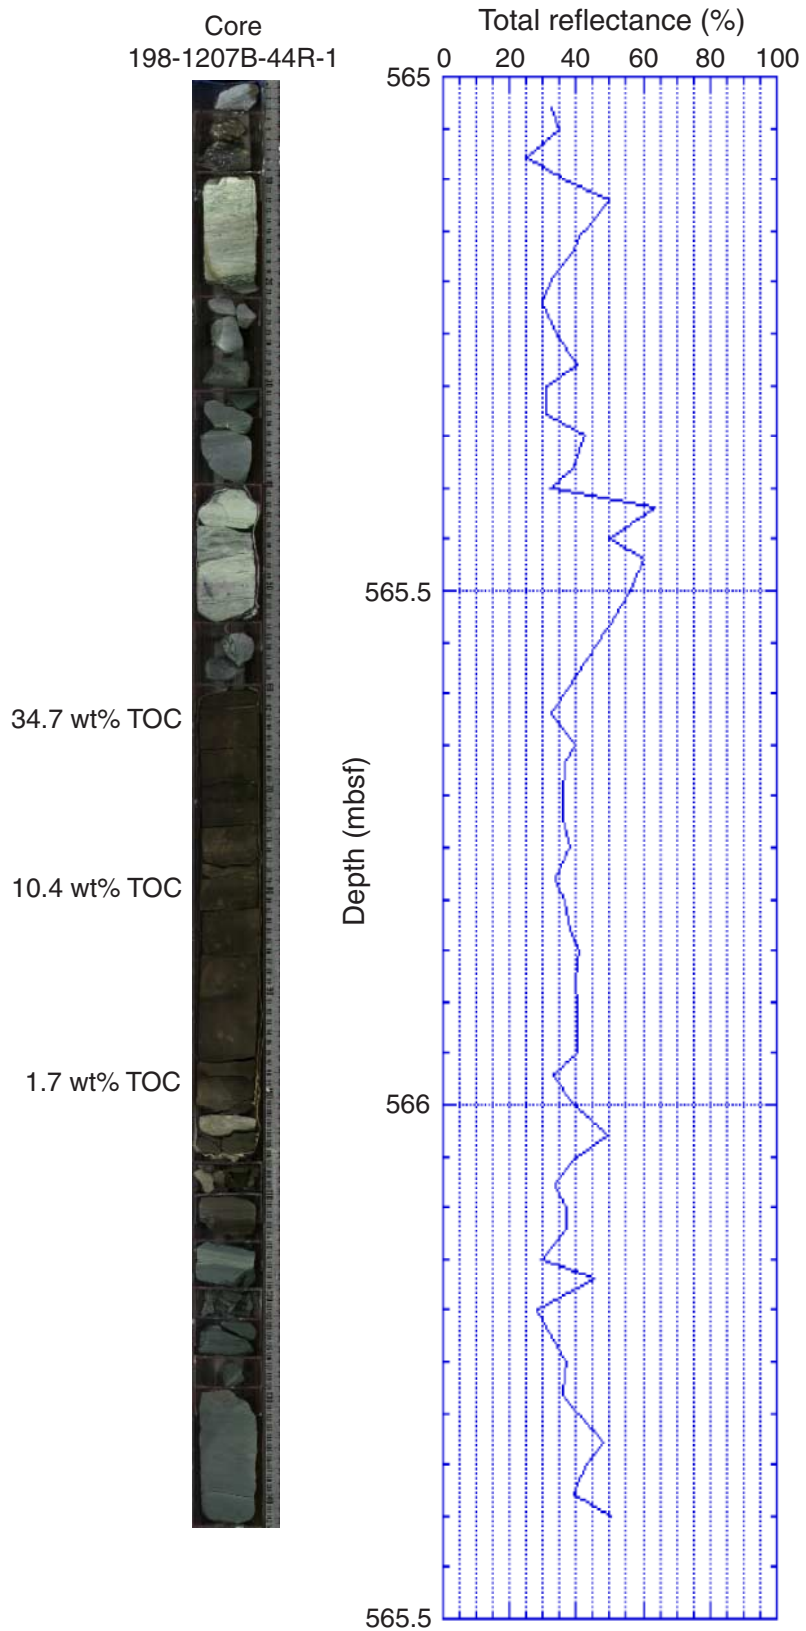 Core
198-1207B-44R-1
Total reflectance (%)
0 20 40 60 80 100
565
565.5
34.7 wt% TOC
10.4 wt% TOC
Depth (mbsf)
1.7 wt% TOC
566
565.5